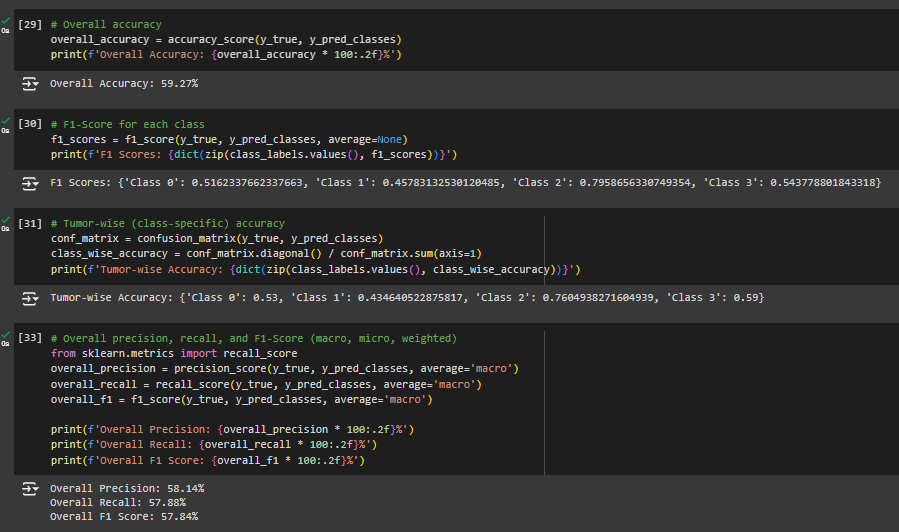 [29] # Overall accuracy
overall_accuracy = accuracy_score(y_true, y_pred_classes)
print(f'Overall Accuracy: {overall_accuracy * 100:.2f}%')
0s
Overall Accuracy: 59.27%
[30] # F1-Score for each class
f1_scores = f1_score(y_true, y_pred_classes, average=None)
print(f'F1 Scores: {dict(zip(class_labels.values(), f1_scores))}')
0s
F1 Scores: {'Class 0': 0.5162337662337663, 'Class 1': 0.45783132530120485, 'Class 2': 0.7958656330749354, 'Class 3': 0.543778801843318}
[31] # Tumor-wise (class-specific) accuracy
conf_matrix = confusion_matrix(y_true, y_pred_classes)
class_wise_accuracy = conf_matrix.diagonal() / conf_matrix.sum(axis=1)
print(f'Tumor-wise Accuracy: {dict(zip(class_labels.values(), class_wise_accuracy))}')
0s
Tumor-wise Accuracy: {'Class 0': 0.53, 'Class 1': 0.434640522875817, 'Class 2': 0.7604938271604939, 'Class 3': 0.59}
[33] # Overall precision, recall, and F1-Score (macro, micro, weighted)
from sklearn.metrics import recall_score
overall_precision = precision_score(y_true, y_pred_classes, average='macro')
overall_recall = recall_score(y_true, y_pred_classes, average='macro')
overall_f1 = f1_score(y_true, y_pred_classes, average='macro')
print(f'Overall Precision: {overall_precision * 100:.2f}%')
print(f'Overall Recall: {overall_recall * 100:.2f}%')
print(f'Overall F1 Score: {overall_f1 * 100:.2f}%')
0s
Overall Precision: 58.14%
Overall Recall: 57.88%
Overall F1 Score: 57.84%